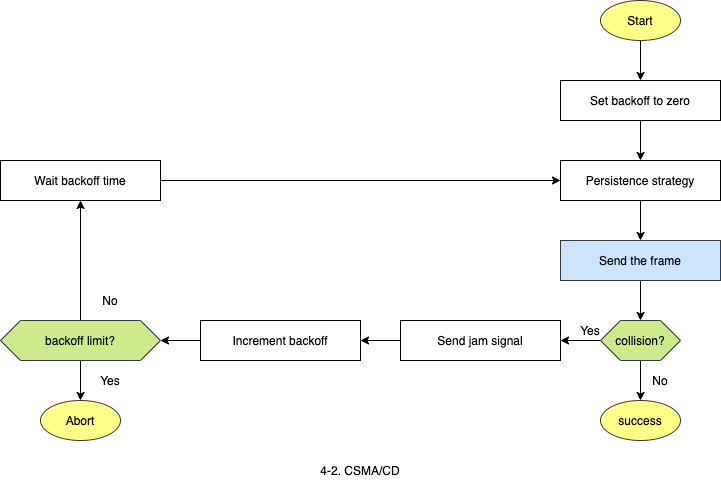 Start
Set backoff to zero
Wait backoff time
Persistence strategy
Send the frame
No
Yes
backoff limit?
Increment backoff
Send jam signal
collision?
Yes
No
Abort
success
4-2. CSMA/CD